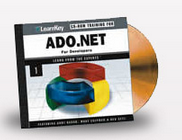 LearnKey
CD-ROM TRAINING FOR
ADO.NET
For Developers
LEARN FROM THE EXPERTS
1